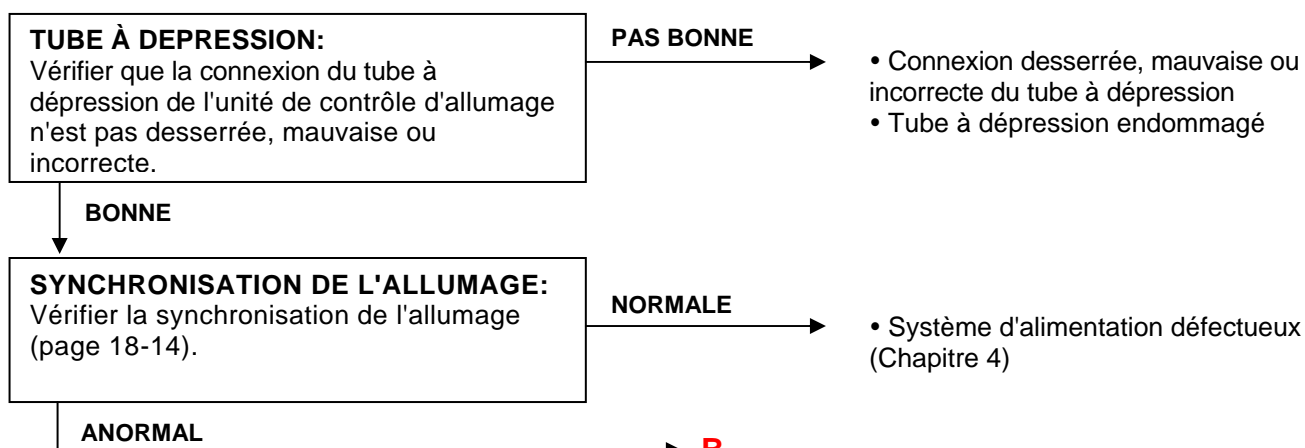 TUBE À DEPRESSION:
Vérifier que la connexion du tube à
dépression de l'unité de contrôle d'allumage
n'est pas desserrée, mauvaise ou
incorrecte.
PAS BONNE
• Connexion desserrée, mauvaise ou
incorrecte du tube à dépression
• Tube à dépression endommagé
BONNE
SYNCHRONISATION DE L'ALLUMAGE:
Vérifier la synchronisation de l'allumage
(page 18-14).
NORMALE
• Système d'alimentation défectueux
(Chapitre 4)
ANORMAL